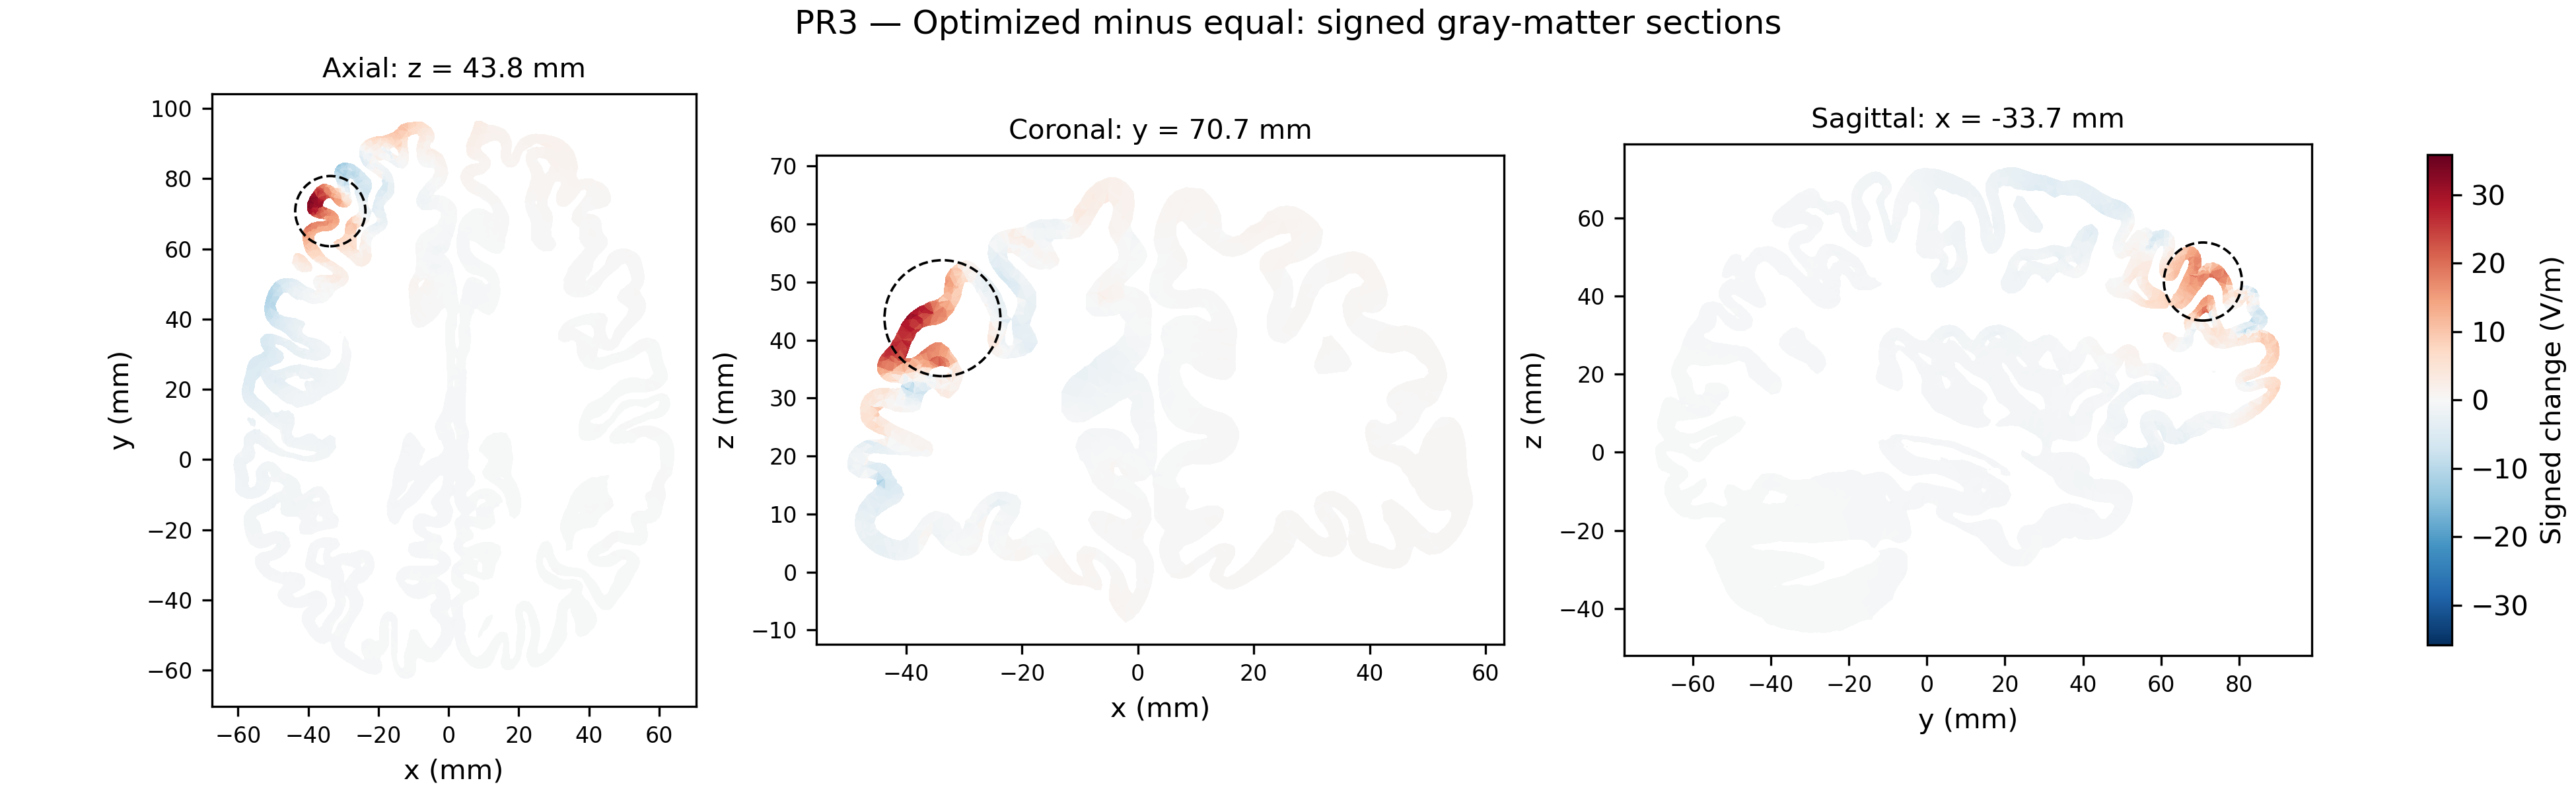 PR3 — Optimized minus equal: signed gray-matter sections
Axial: z = 43.8 mm
100
80
60
40
20
0
−20
−40
−60
y (mm)
−60 −40 −20 0 20 40 60
x (mm)
Coronal: y = 70.7 mm
70
60
50
40
30
20
10
0
−10
z (mm)
−40 −20 0 20 40 60
x (mm)
Sagittal: x = -33.7 mm
60
40
20
0
−20
−40
z (mm)
−60 −40 −20 0 20 40 60 80
y (mm)
30
20
10
0
−10
−20
−30
Signed change (V/m)